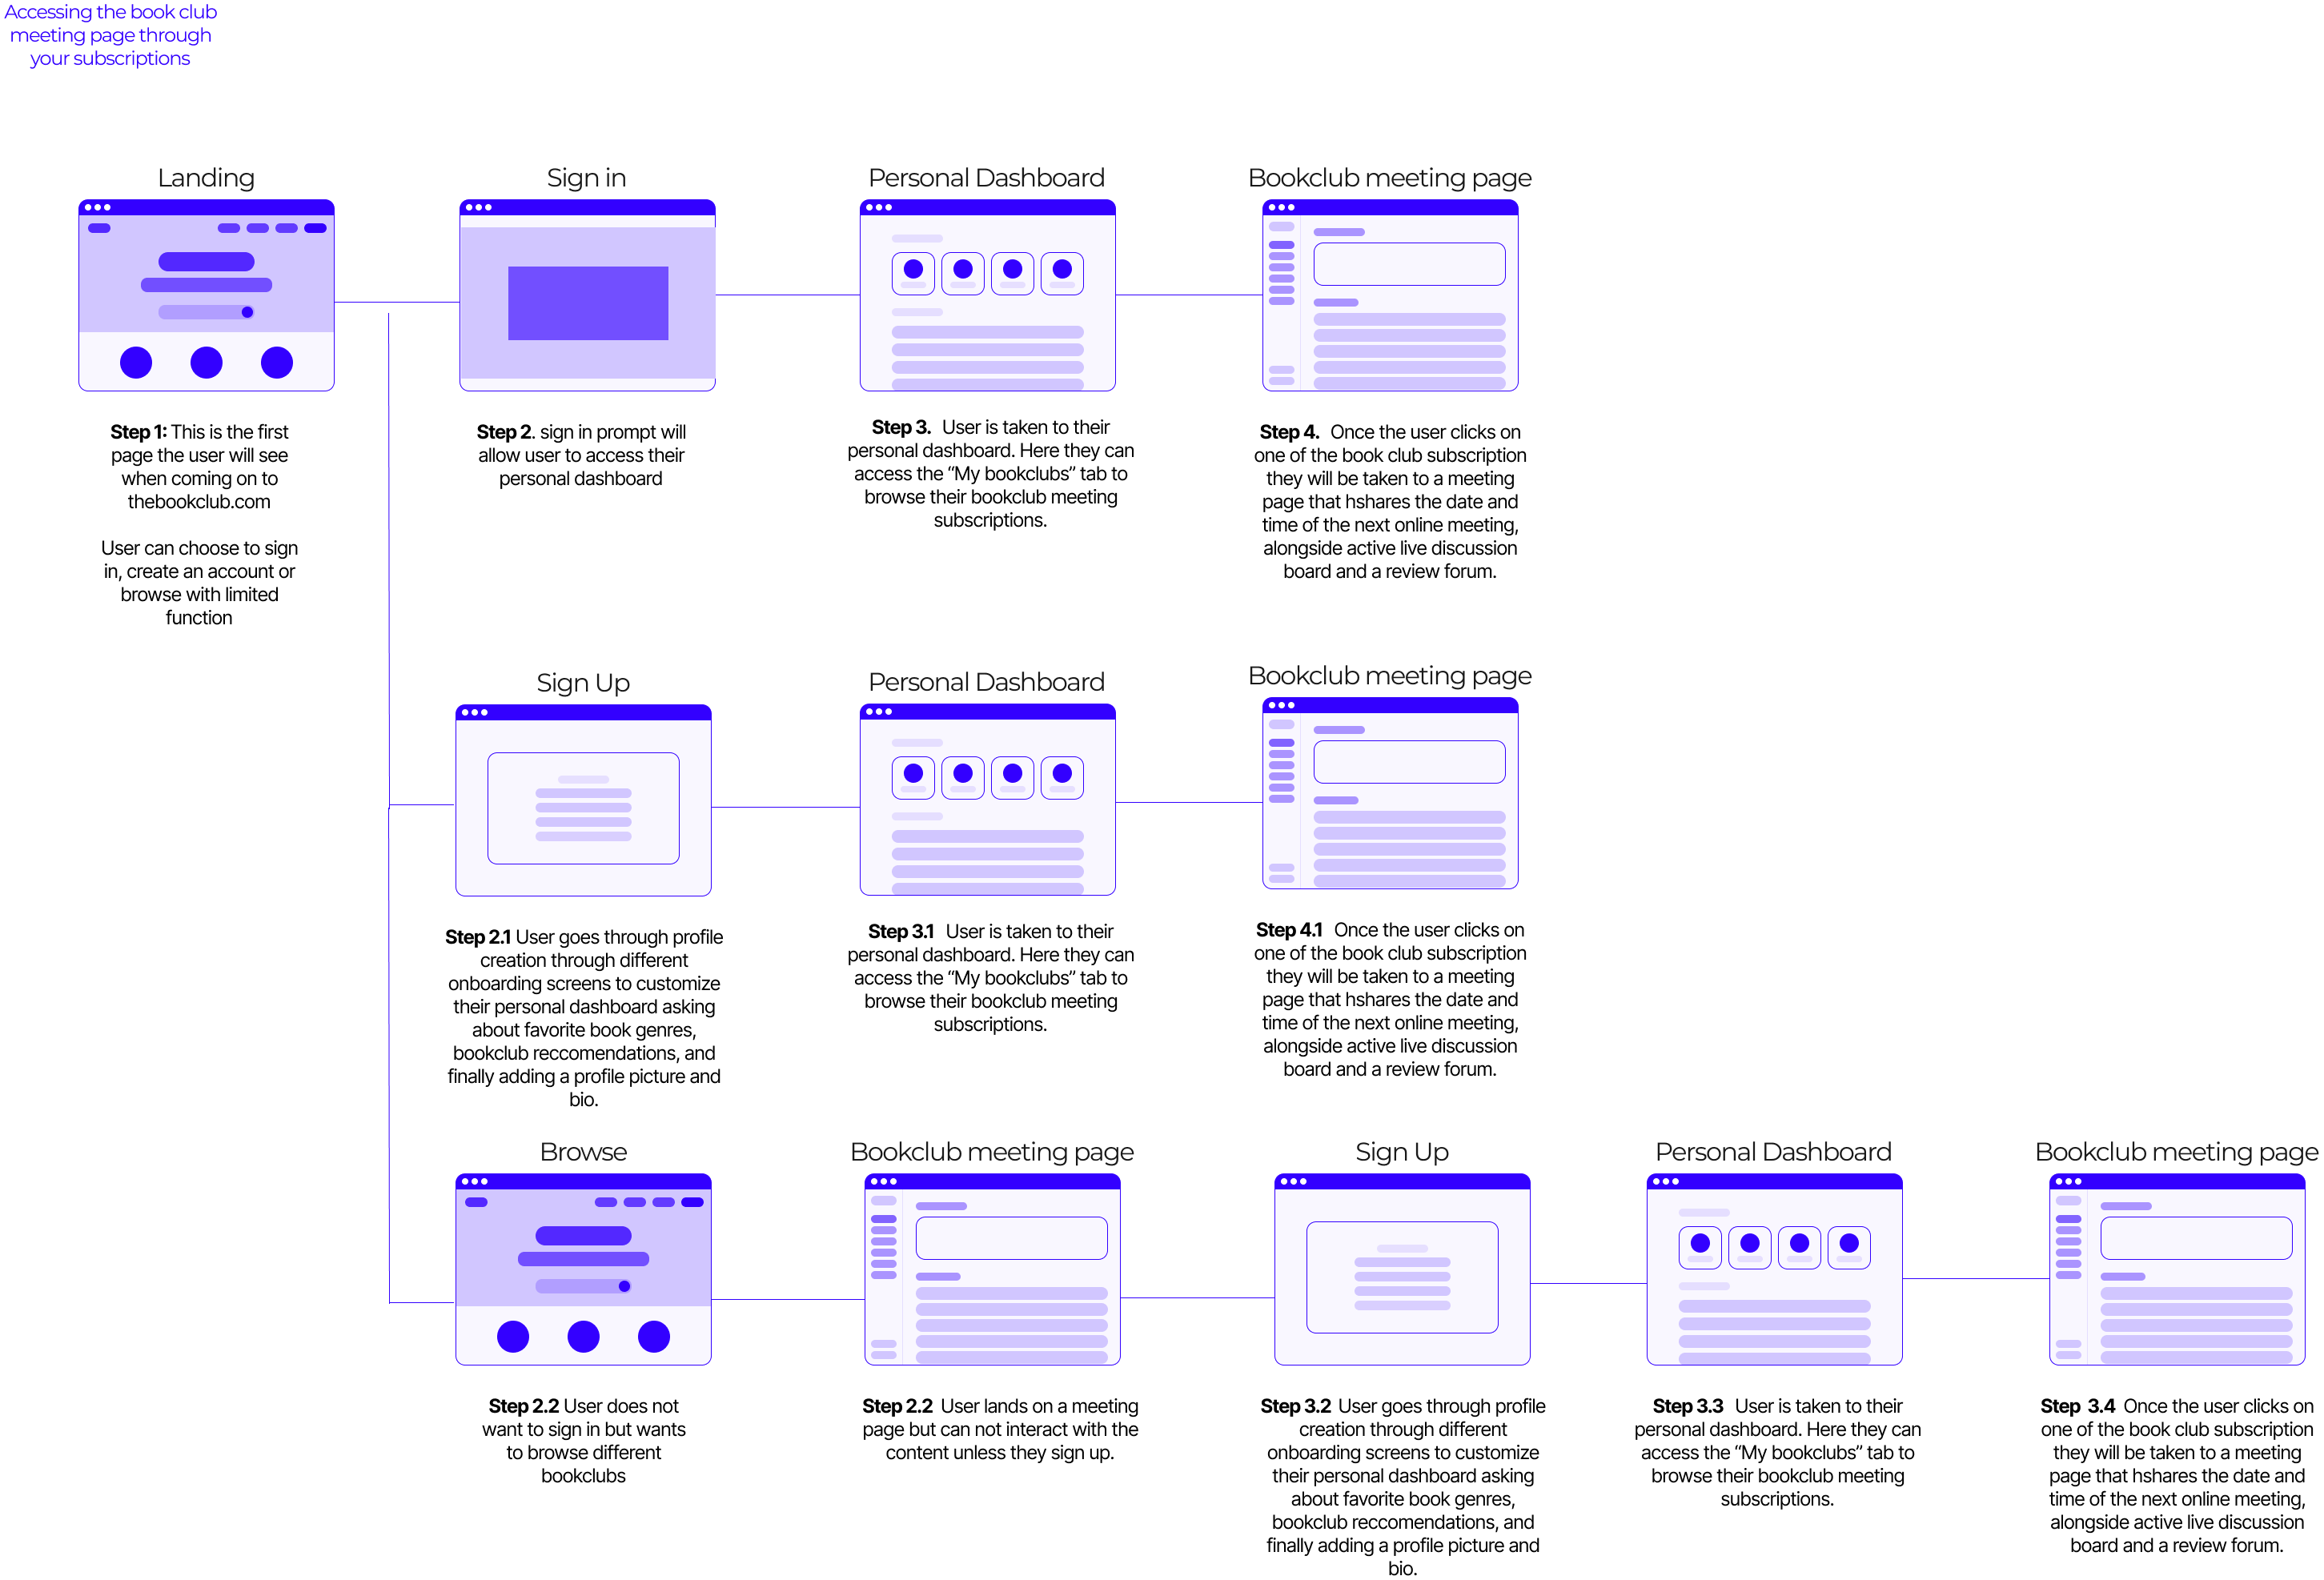 Accessing the book club
meeting page through
your subscriptions
Landing
Step 1: This is the first
page the user will see
when coming on to
thebookclub.com
User can choose to sign
in, create an account or
browse with limited
function
Sign in
Step 2. sign in prompt will
allow user to access their
personal dashboard
Personal Dashboard
Step 3. User is taken to their
personal dashboard. Here they can
access the “My bookclubs” tab to
browse their bookclub meeting
subscriptions.
Bookclub meeting page
Step 4. Once the user clicks on
one of the book club subscription
they will be taken to a meeting
page that hshares the date and
time of the next online meeting,
alongside active live discussion
board and a review forum.
Sign Up
Step 2.1 User goes through profile
creation through different
onboarding screens to customize
their personal dashboard asking
about favorite book genres,
bookclub reccomendations, and
finally adding a profile picture and
bio.
Personal Dashboard
Step 3.1 User is taken to their
personal dashboard. Here they can
access the “My bookclubs” tab to
browse their bookclub meeting
subscriptions.
Bookclub meeting page
Step 4.1 Once the user clicks on
one of the book club subscription
they will be taken to a meeting
page that hshares the date and
time of the next online meeting,
alongside active live discussion
board and a review forum.
Browse
Step 2.2 User does not
want to sign in but wants
to browse different
bookclubs
Bookclub meeting page
Step 2.2 User lands on a meeting
page but can not interact with the
content unless they sign up.
Sign Up
Step 3.2 User goes through profile
creation through different
onboarding screens to customize
their personal dashboard asking
about favorite book genres,
bookclub reccomendations, and
finally adding a profile picture and
bio.
Personal Dashboard
Step 3.3 User is taken to their
personal dashboard. Here they can
access the “My bookclubs” tab to
browse their bookclub meeting
subscriptions.
Bookclub meeting page
Step 3.4 Once the user clicks on
one of the book club subscription
they will be taken to a meeting
page that hshares the date and
time of the next online meeting,
alongside active live discussion
board and a review forum.